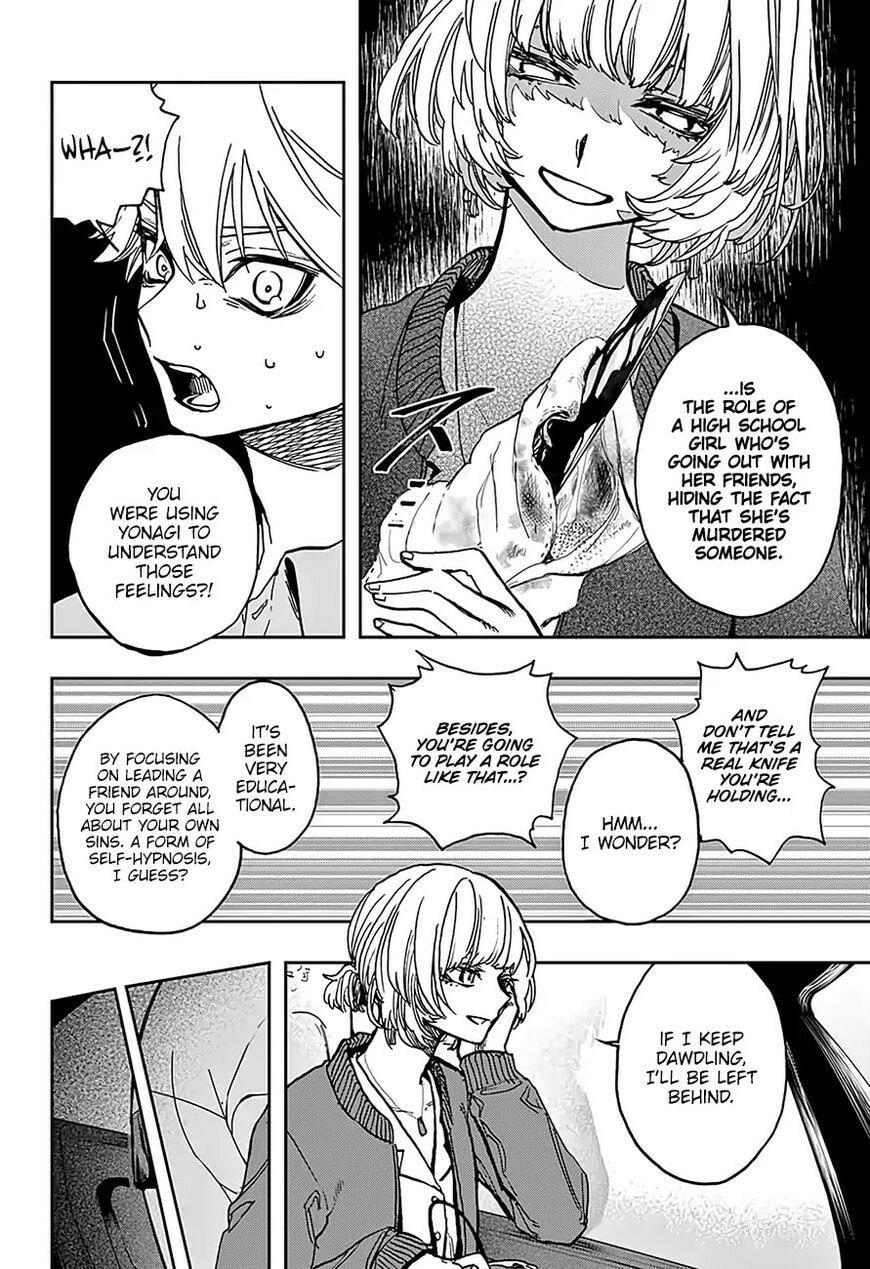 ...IS
THE ROLE OF
A HIGH SCHOOL
GIRL WHO'S
GOING OUT WITH
HER FRIENDS,
HIDING THE FACT
THAT SHE'S
MURDERED
SOMEONE.
WHA-?!
YOU
WERE USING
YONAGI TO
UNDERSTAND
THOSE
FEELINGS?!
AND
DON'T TELL
ME THAT'S A
REAL KNIFE
YOU'RE
HOLDING...
HMM...
I WONDER?
BESIDES,
YOU'RE GOING
TO PLAY A ROLE
LIKE THAT...?
IT'S
BEEN
VERY
EDUCA-
TIONAL.
BY FOCUSING
ON LEADING A
FRIEND AROUND,
YOU FORGET ALL
ABOUT YOUR OWN
SINS. A FORM OF
SELF-HYPNOSIS,
I GUESS?
IF I KEEP
DAWDLING,
I'LL BE LEFT
BEHIND.